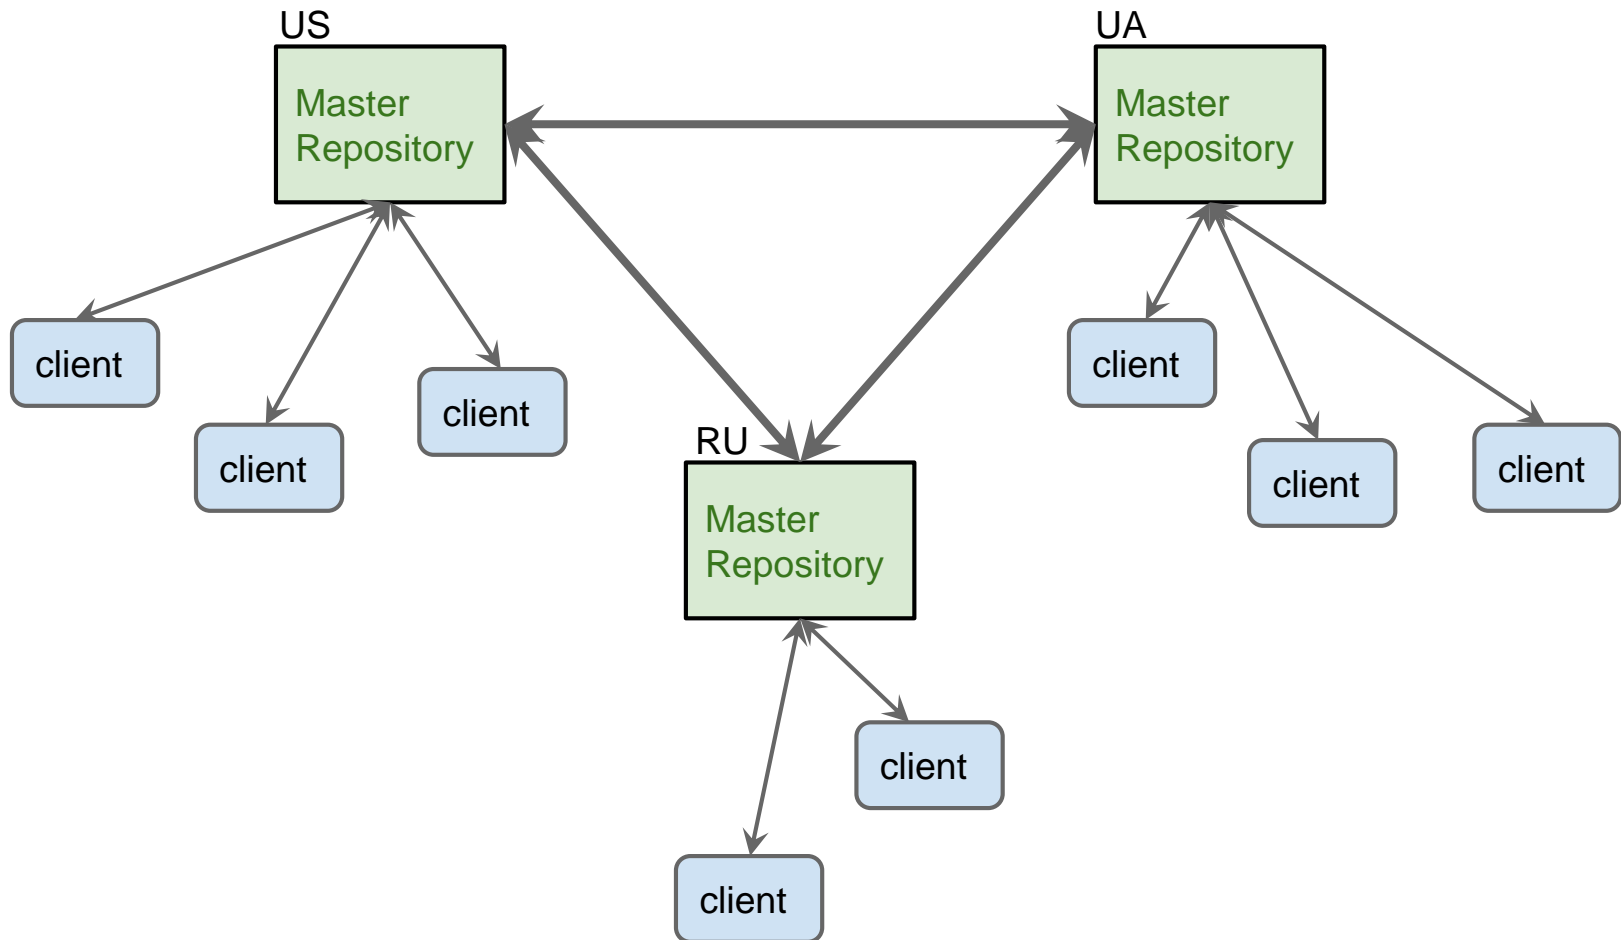 US
UA
Master
Repository
Master
Repository
client
client
client
client
client
client
RU
Master
Repository
client
client